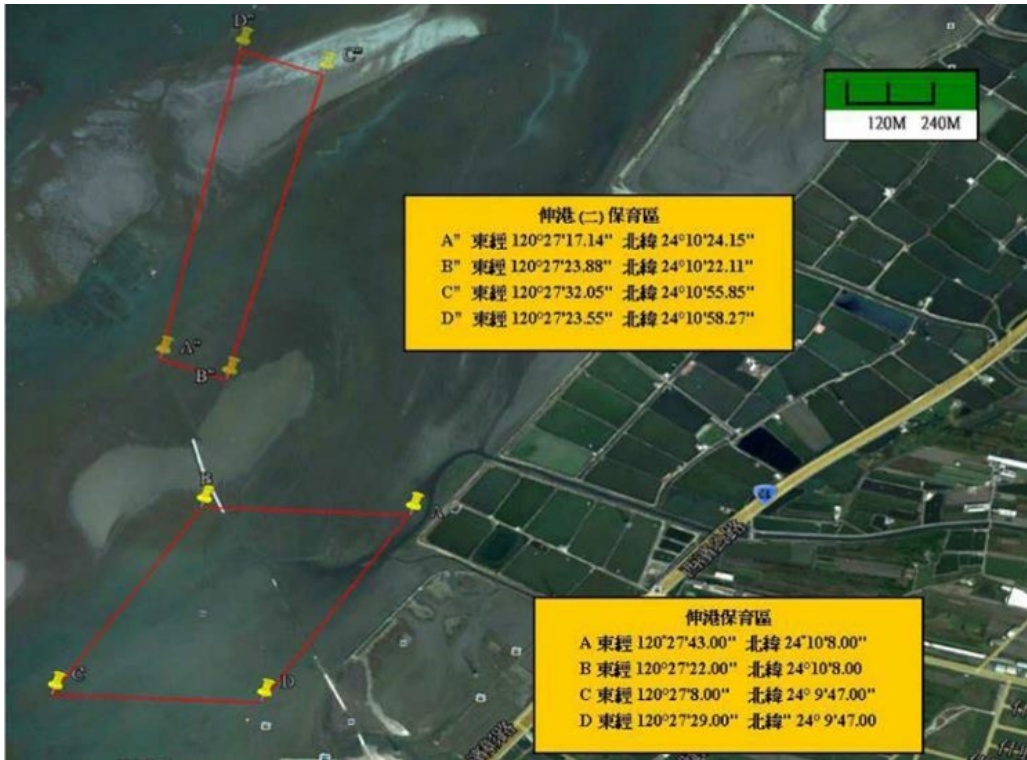 D"
C"
120M 240M
伸港(二)保育區
A" 東經 120°27'17.14" 北緯 24°10'24.15"
B" 東經 120°27'23.88" 北緯 24°10'22.11"
C" 東經 120°27'32.05" 北緯 24°10'55.85"
D" 東經 120°27'23.55" 北緯 24°10'58.27"
A"
B"
B
A
C
D
伸港保育區
A 東經 120°27'43.00" 北緯 24°10'8.00"
B 東經 120°27'22.00" 北緯 24°10'8.00
C 東經 120°27'8.00" 北緯 24° 9'47.00"
D 東經 120°27'29.00" 北緯" 24° 9'47.00